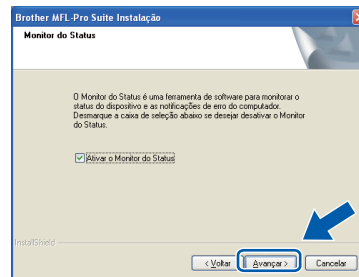 Brother MFL-Pro Suite Instalação
Monitor do Status
O Monitor do Status é uma ferramenta de software para monitorar o
status do dispositivo e as notificações de erro do computador.
Desmarque a caixa de seleção abaixo se desejar desativar o Monitor
do Status.
Ativar o Monitor do Status
InstallShield
< Voltar
Avançar >
Cancelar